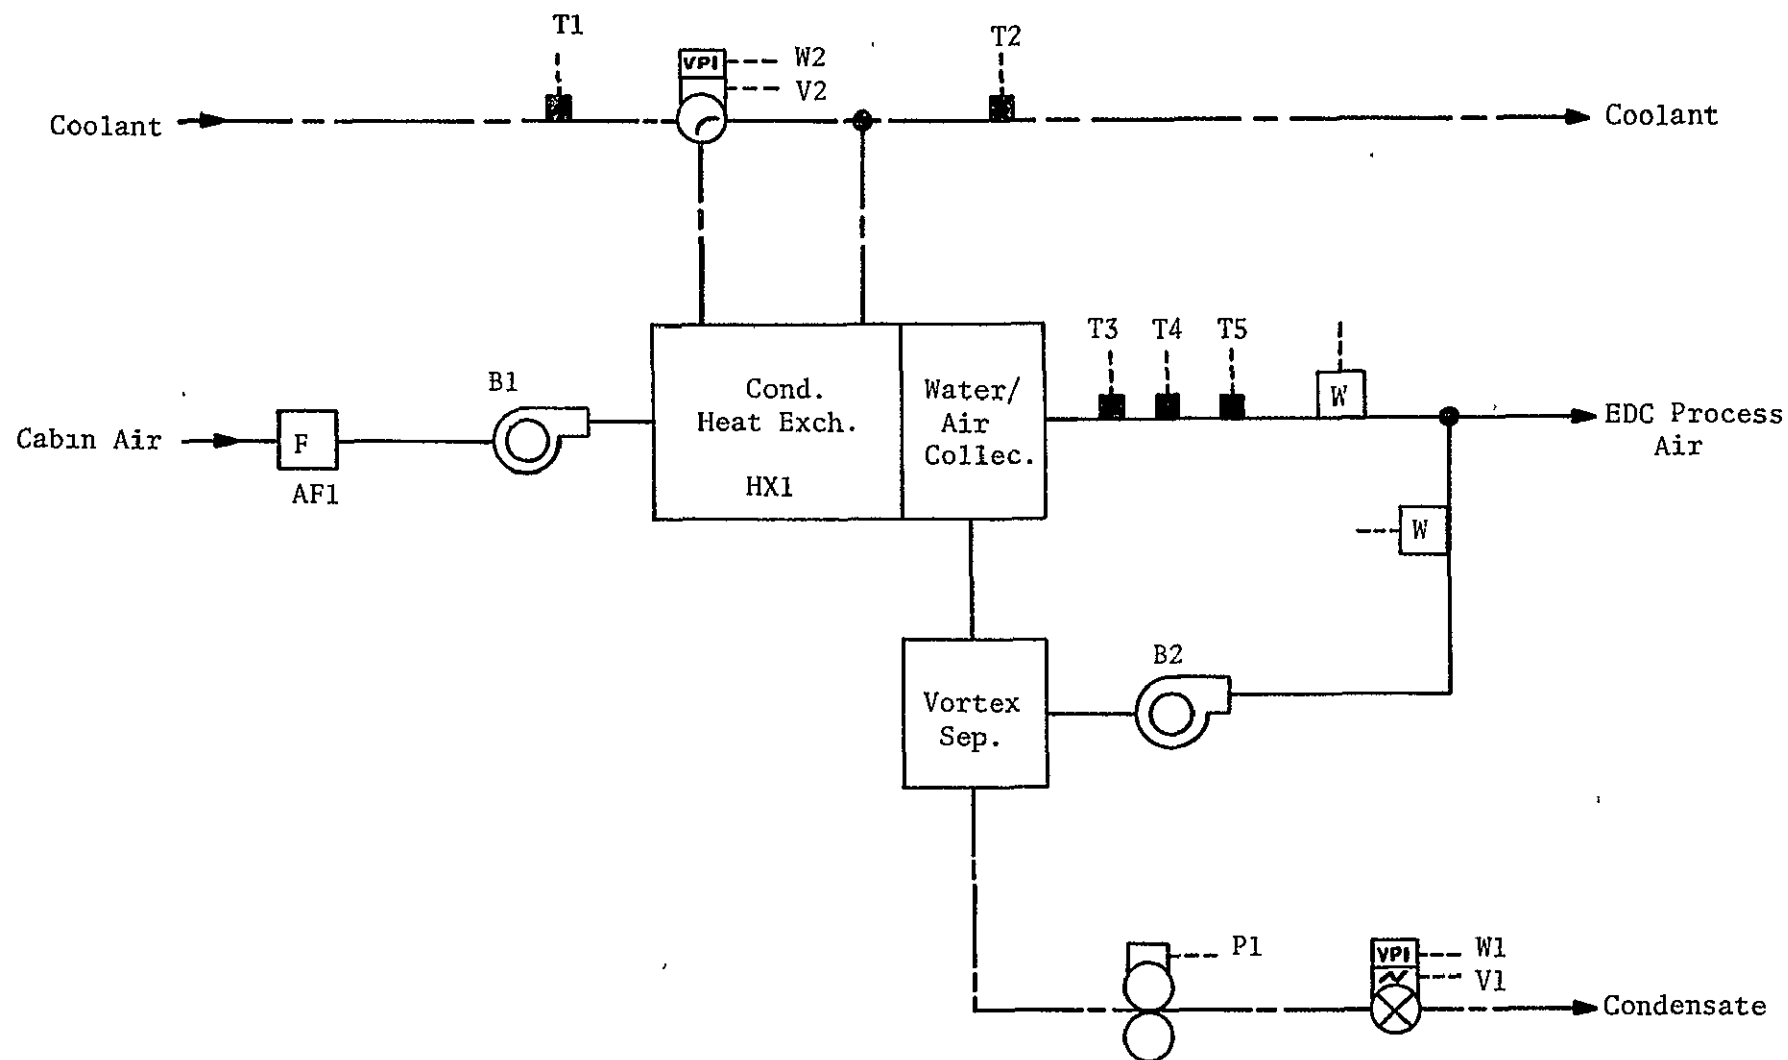 T1
VPI
W2
V2
T2
Coolant
Coolant
T3
T4
T5
W
B1
Cond.
Heat Exch.
HX1
Water/
Air
Collec.
Cabin Air
F
AF1
EDC Process
Air
W
Vortex
Sep.
B2
P1
VPI
W1
V1
Condensate